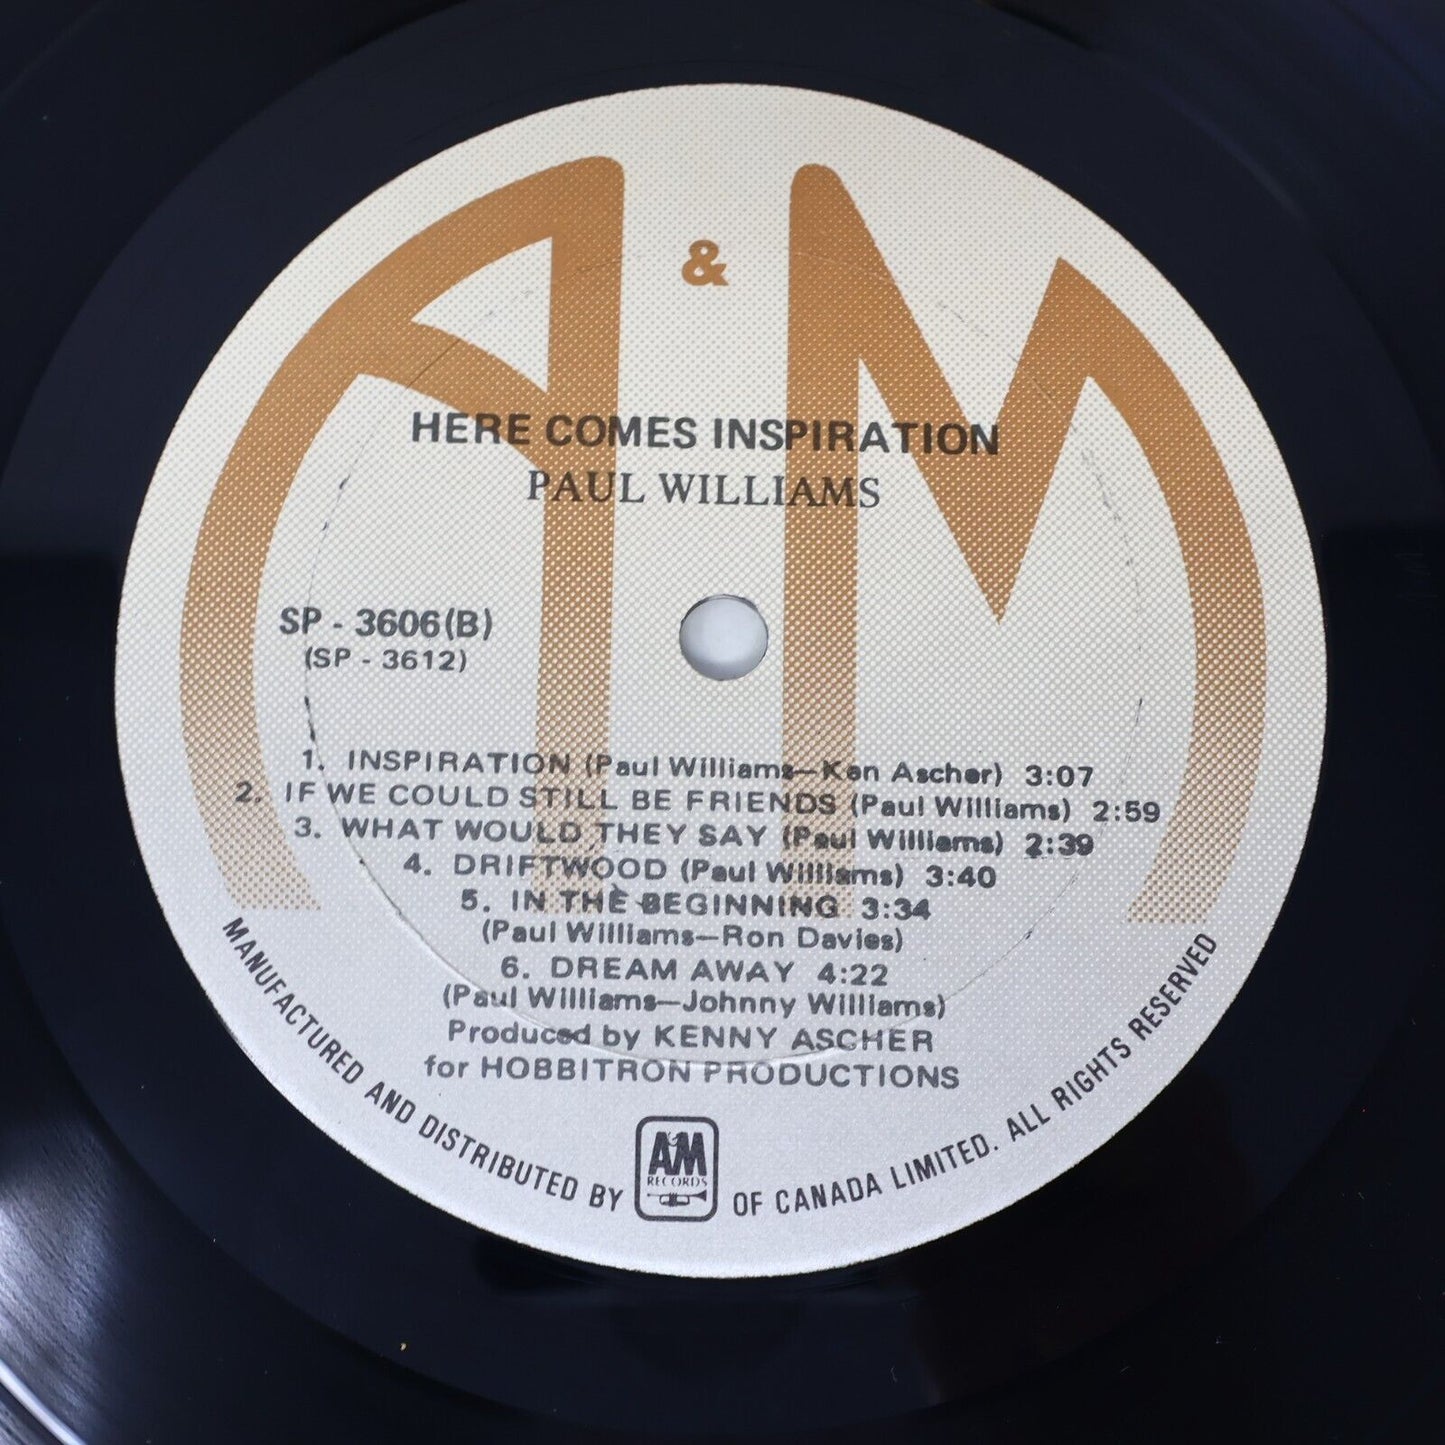 A & M
HERE COMES INSPIRATION
PAUL WILLIAMS
SP - 3606(B)
(SP - 3612)
1. INSPIRATION (Paul Williams—Ken Ascher) 3:07
2. IF WE COULD STILL BE FRIENDS (Paul Williams) 2:59
3. WHAT WOULD THEY SAY (Paul Williams) 2:39
4. DRIFTWOOD (Paul Williams) 3:40
5. IN THE BEGINNING 3:34
(Paul Williams—Ron Davies)
6. DREAM AWAY 4:22
(Paul Williams—Johnny Williams)
Produced by KENNY ASCHER
for HOBBITRON PRODUCTIONS
MANUFACTURED AND DISTRIBUTED BY A&M RECORDS OF CANADA LIMITED. ALL RIGHTS RESERVED